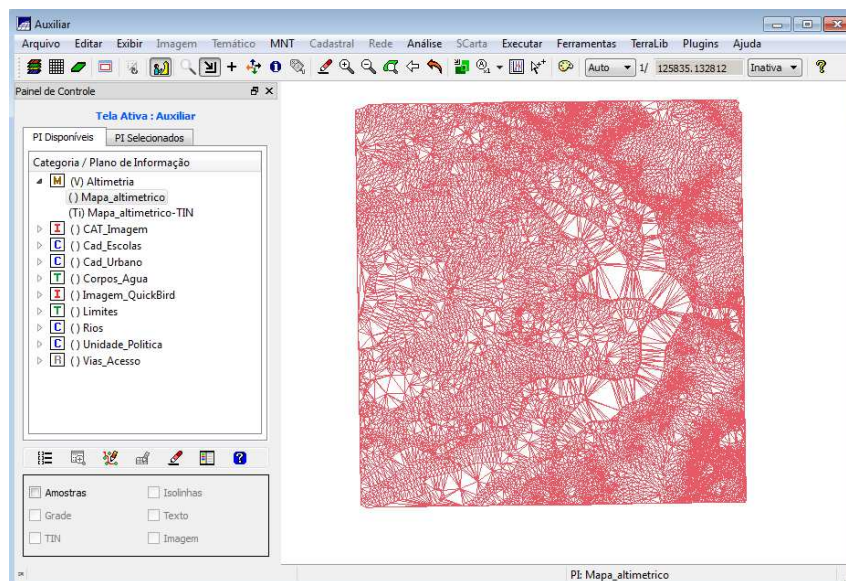 Auxiliar
Arquivo Editar Exibir Imagem Temático MNT Cadastral Rede Análise SCarta Executar Ferramentas TerraLib Plugins Ajuda
Auto 1/ 125835.132812 Inativa
Painel de Controle
Tela Ativa : Auxiliar
PI Disponíveis PI Selecionados
Categoria / Plano de Informação
M (V) Altimetria
() Mapa_altimetrico
(Ti) Mapa_altimetrico-TIN
I () CAT_Imagem
C () Cad_Escolas
C () Cad_Urbano
T () Corpos_Agua
I () Imagem_QuickBird
T () Limites
C () Rios
C () Unidade_Politica
R () Vias_Acesso
Amostras Isolinhas
Grade Texto
TIN Imagem
PI: Mapa_altimetrico